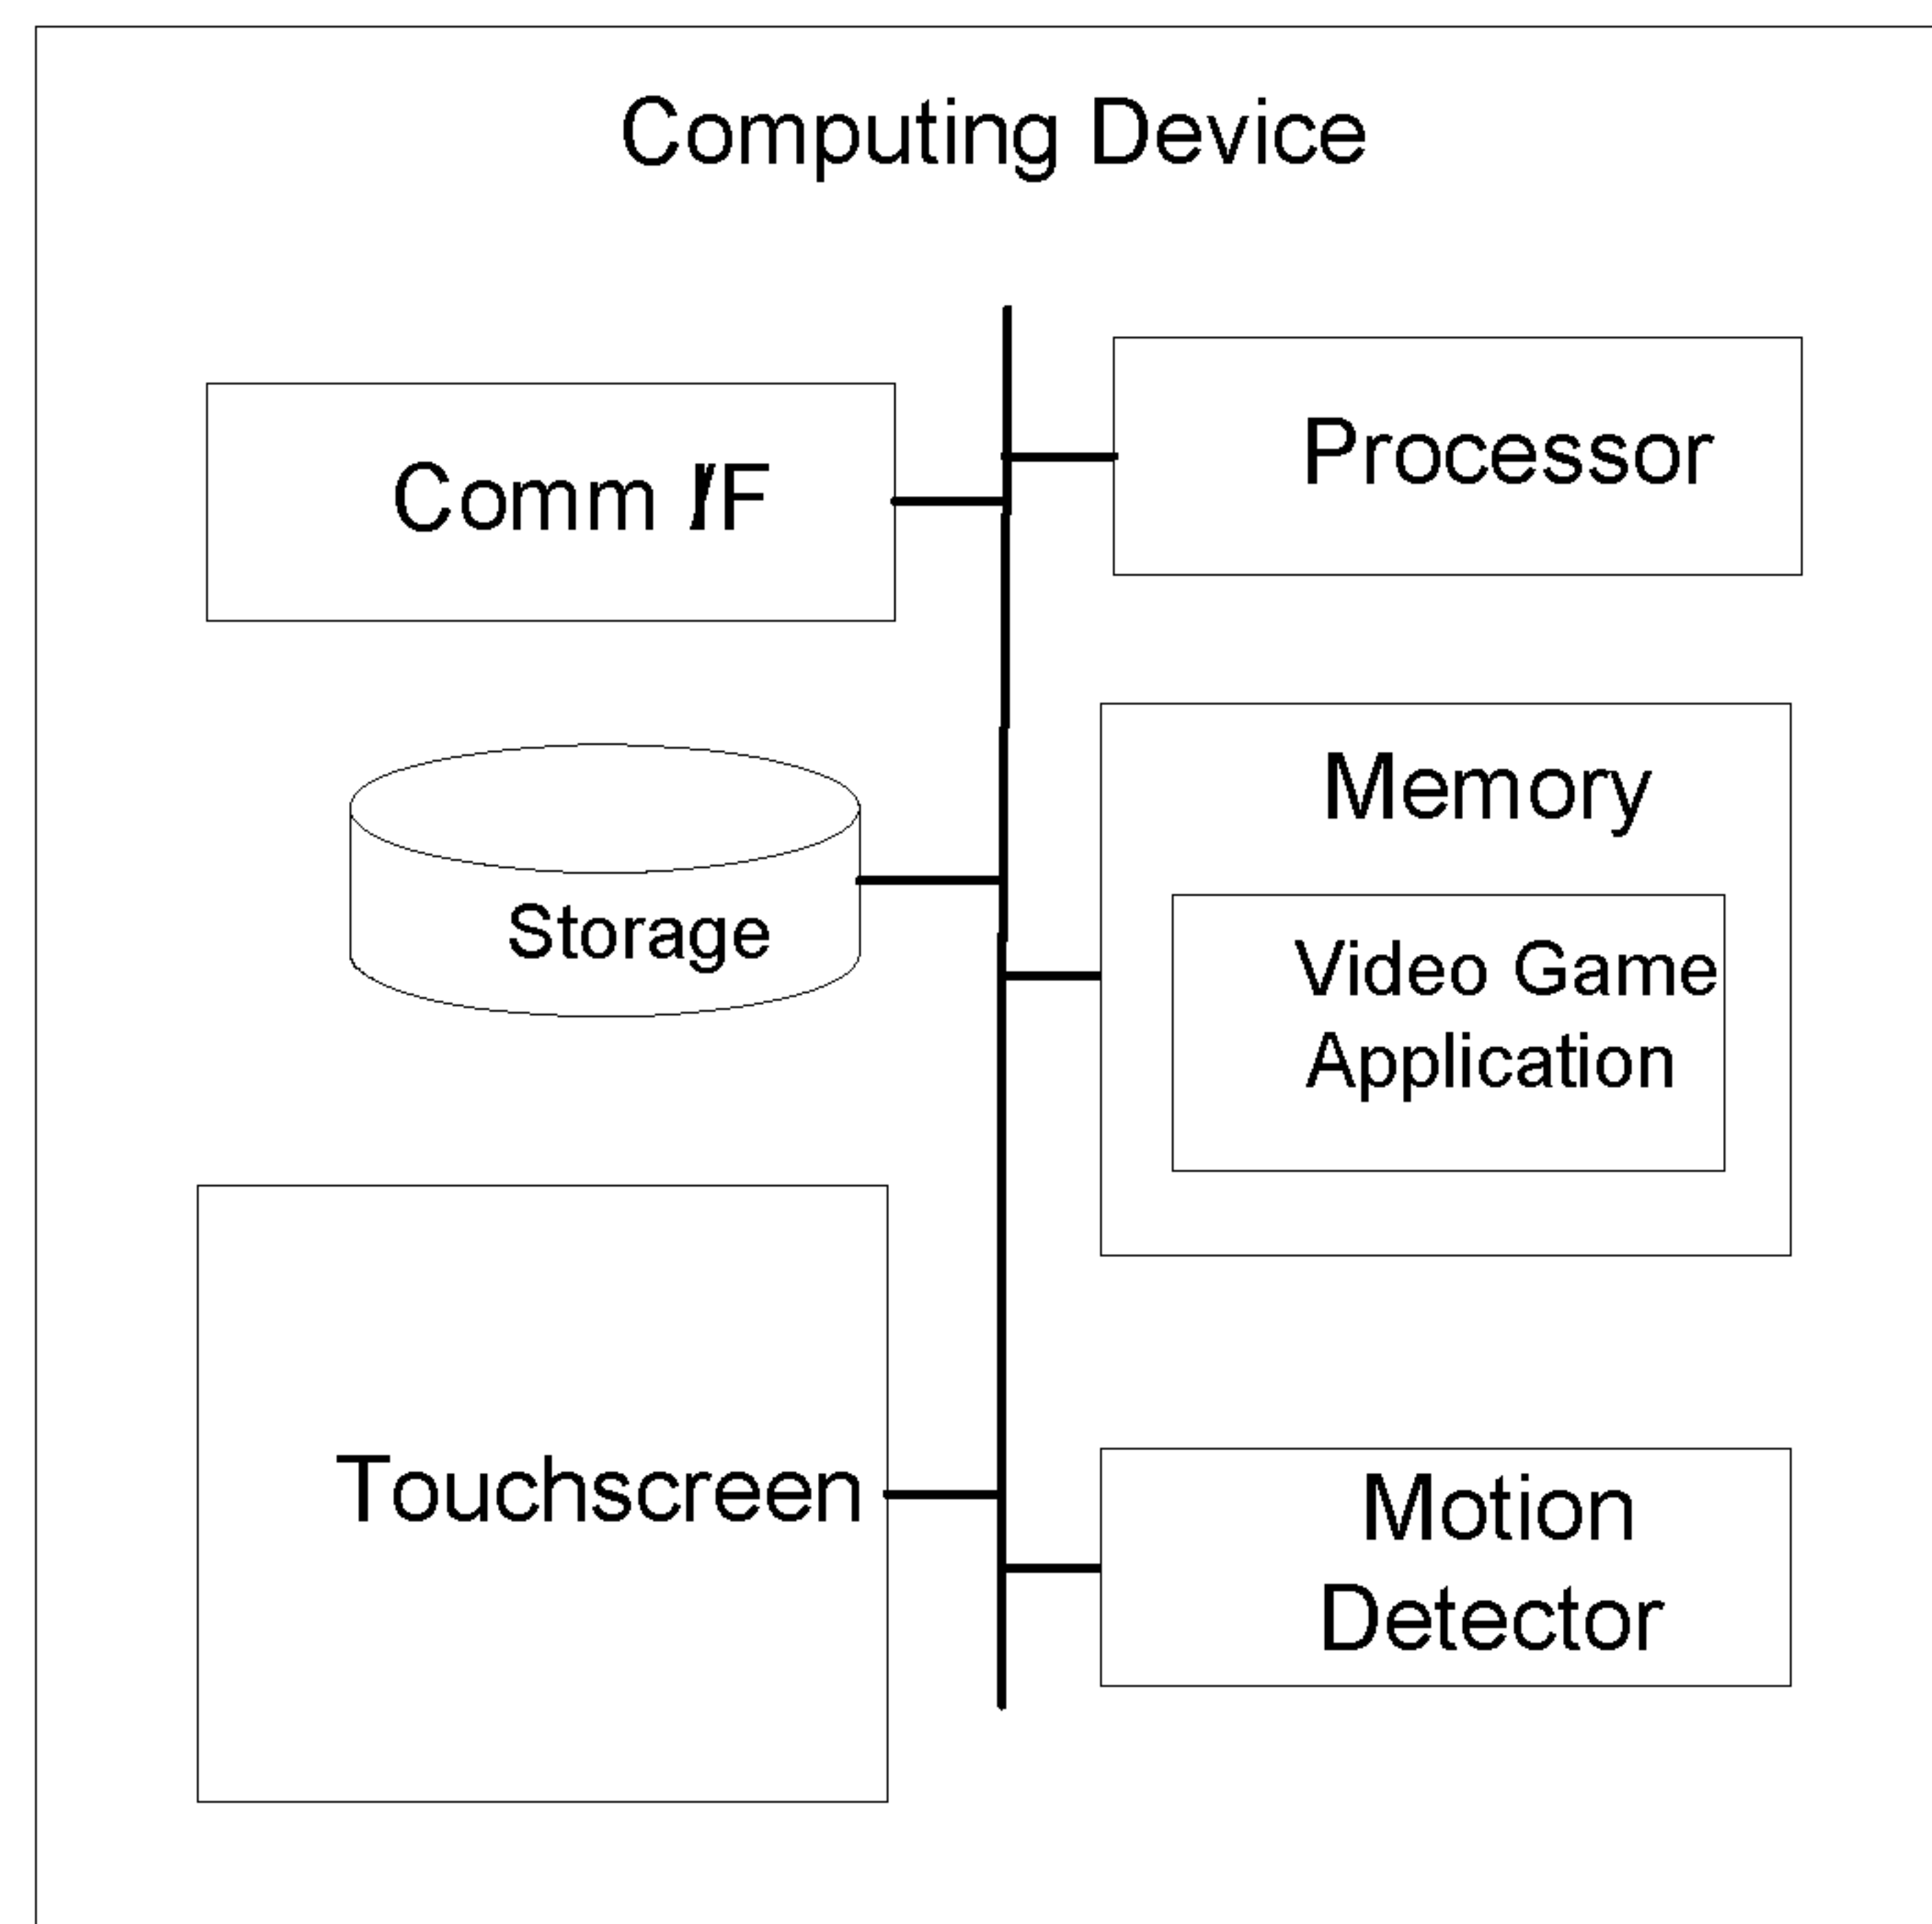 Computing Device
Comm I/F
Processor
Storage
Memory
Video Game
Application
Touchscreen
Motion
Detector